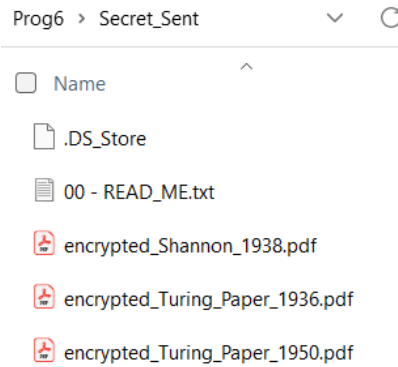 Prog6 > Secret_Sent
Name
.DS_Store
00 - READ_ME.txt
encrypted_Shannon_1938.pdf
encrypted_Turing_Paper_1936.pdf
encrypted_Turing_Paper_1950.pdf